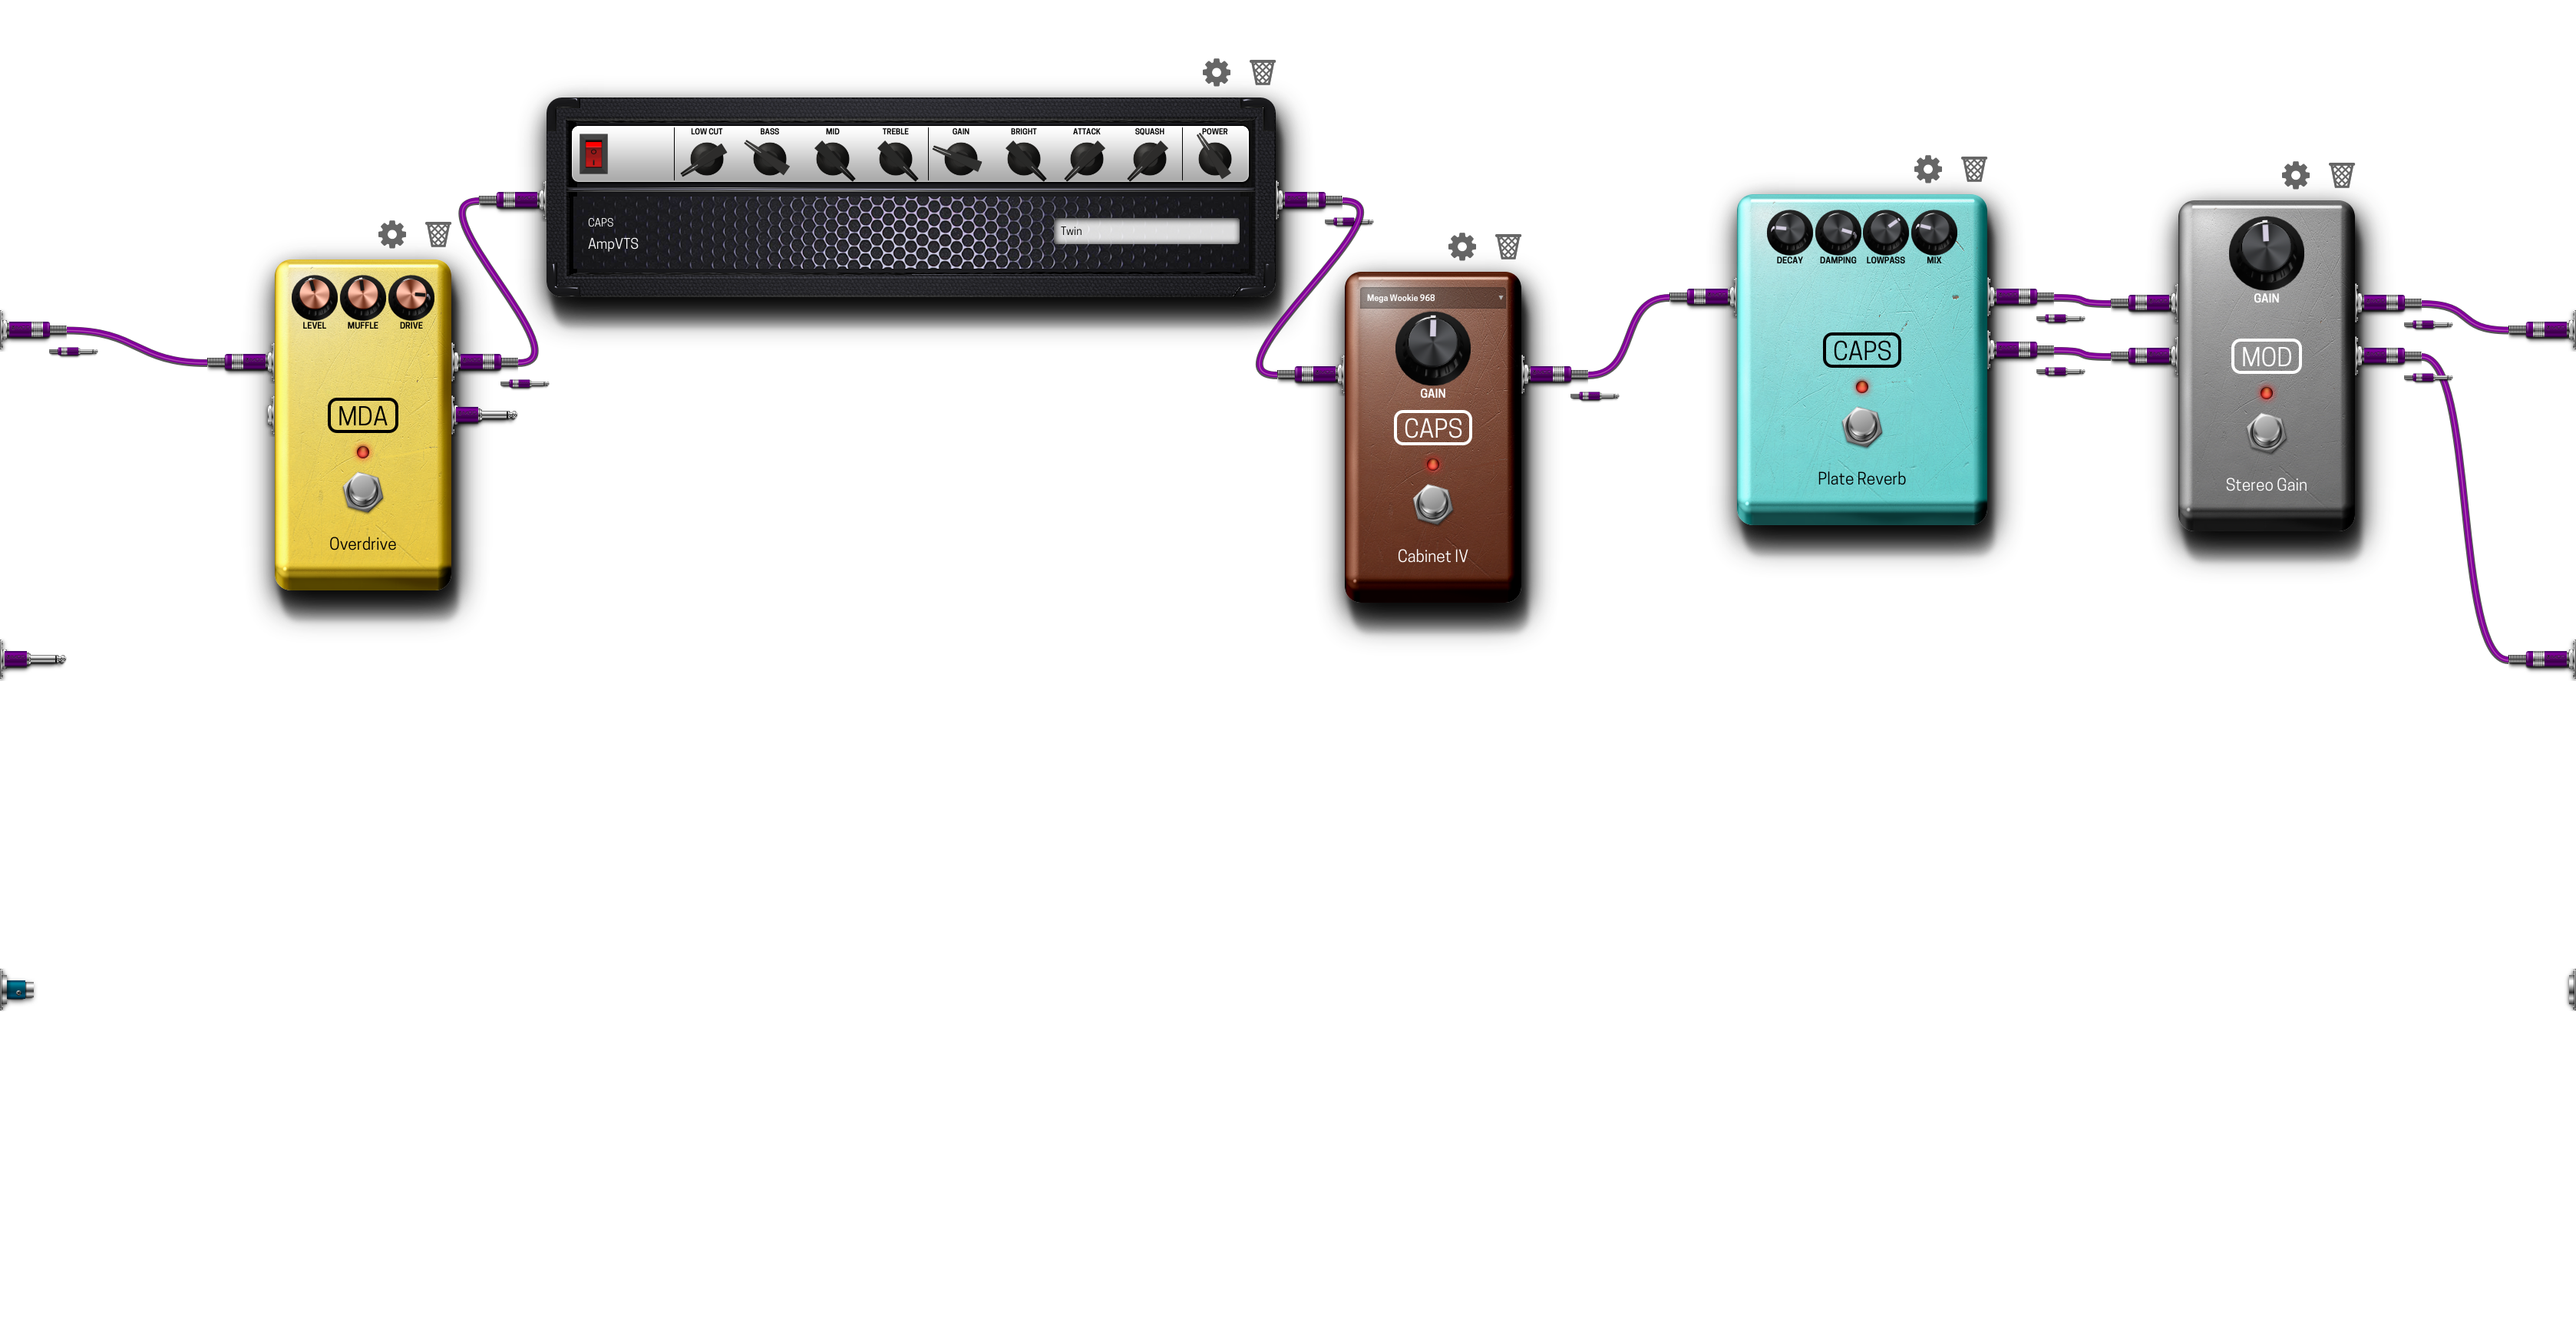 LEVEL MUFFLE DRIVE
MDA
Overdrive
LOW CUT BASS MID TREBLE GAIN BRIGHT ATTACK SQUASH POWER
CAPS
AmpVTS
Twin
Mega Wookie 968
GAIN
CAPS
Cabinet IV
DECAY DAMPING LOWPASS MIX
CAPS
Plate Reverb
GAIN
MOD
Stereo Gain